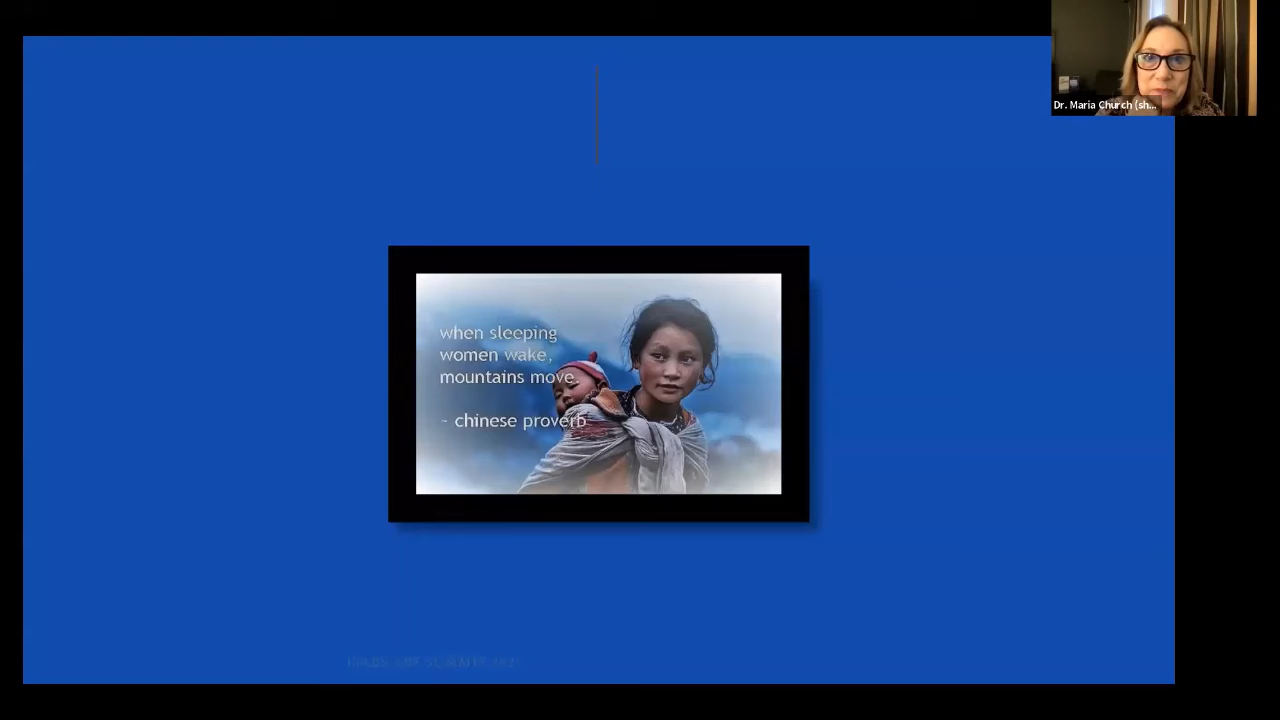 Dr. Maria Church (sh...
when sleeping
women wake,
mountains move.
- chinese proverb